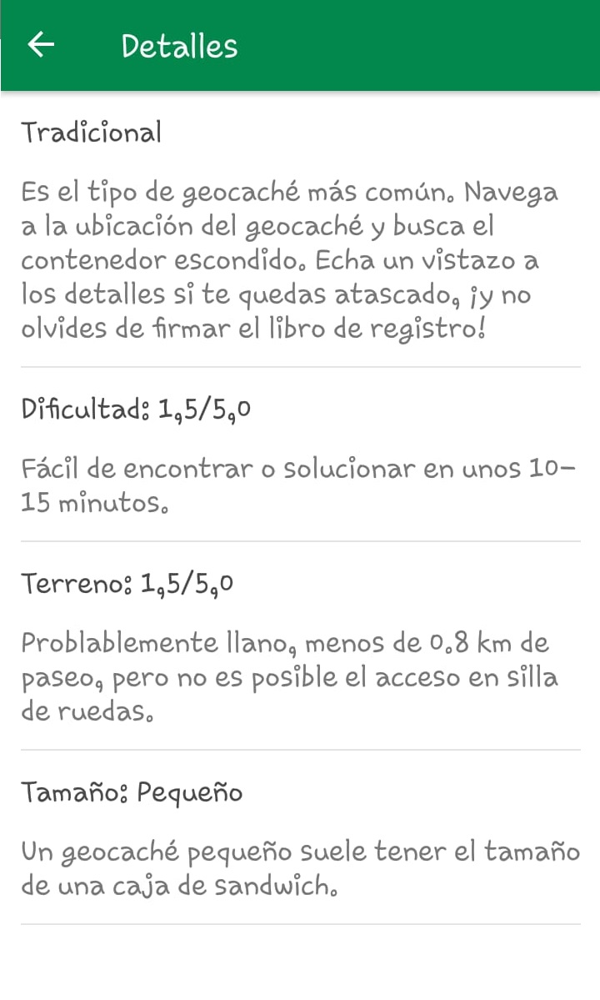 Detalles
Tradicional
Es el tipo de geocaché más común. Navega
a la ubicación del geocaché y busca el
contenedor escondido. Echa un vistazo a
los detalles si te quedas atascado, ¡y no
olvides de firmar el libro de registro!
Dificultad: 1,5/5,0
Fácil de encontrar o solucionar en unos 10-
15 minutos.
Terreno: 1,5/5,0
Problablemente llano, menos de 0.8 km de
paseo, pero no es posible el acceso en silla
de ruedas.
Tamaño: Pequeño
Un geocaché pequeño suele tener el tamaño
de una caja de sandwich.